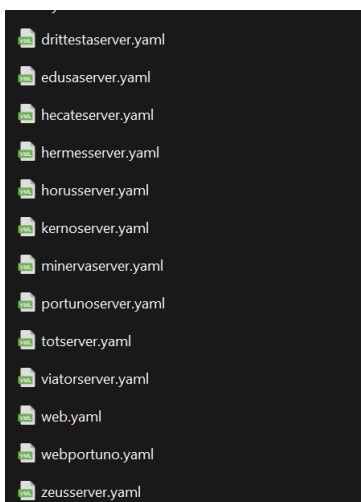 drittestaserver.yaml
edusaserver.yaml
hecateserver.yaml
hermesserver.yaml
horusserver.yaml
kernoserver.yaml
minervaserver.yaml
portunoserver.yaml
totserver.yaml
viatorserver.yaml
web.yaml
webportuno.yaml
zeusserver.yaml